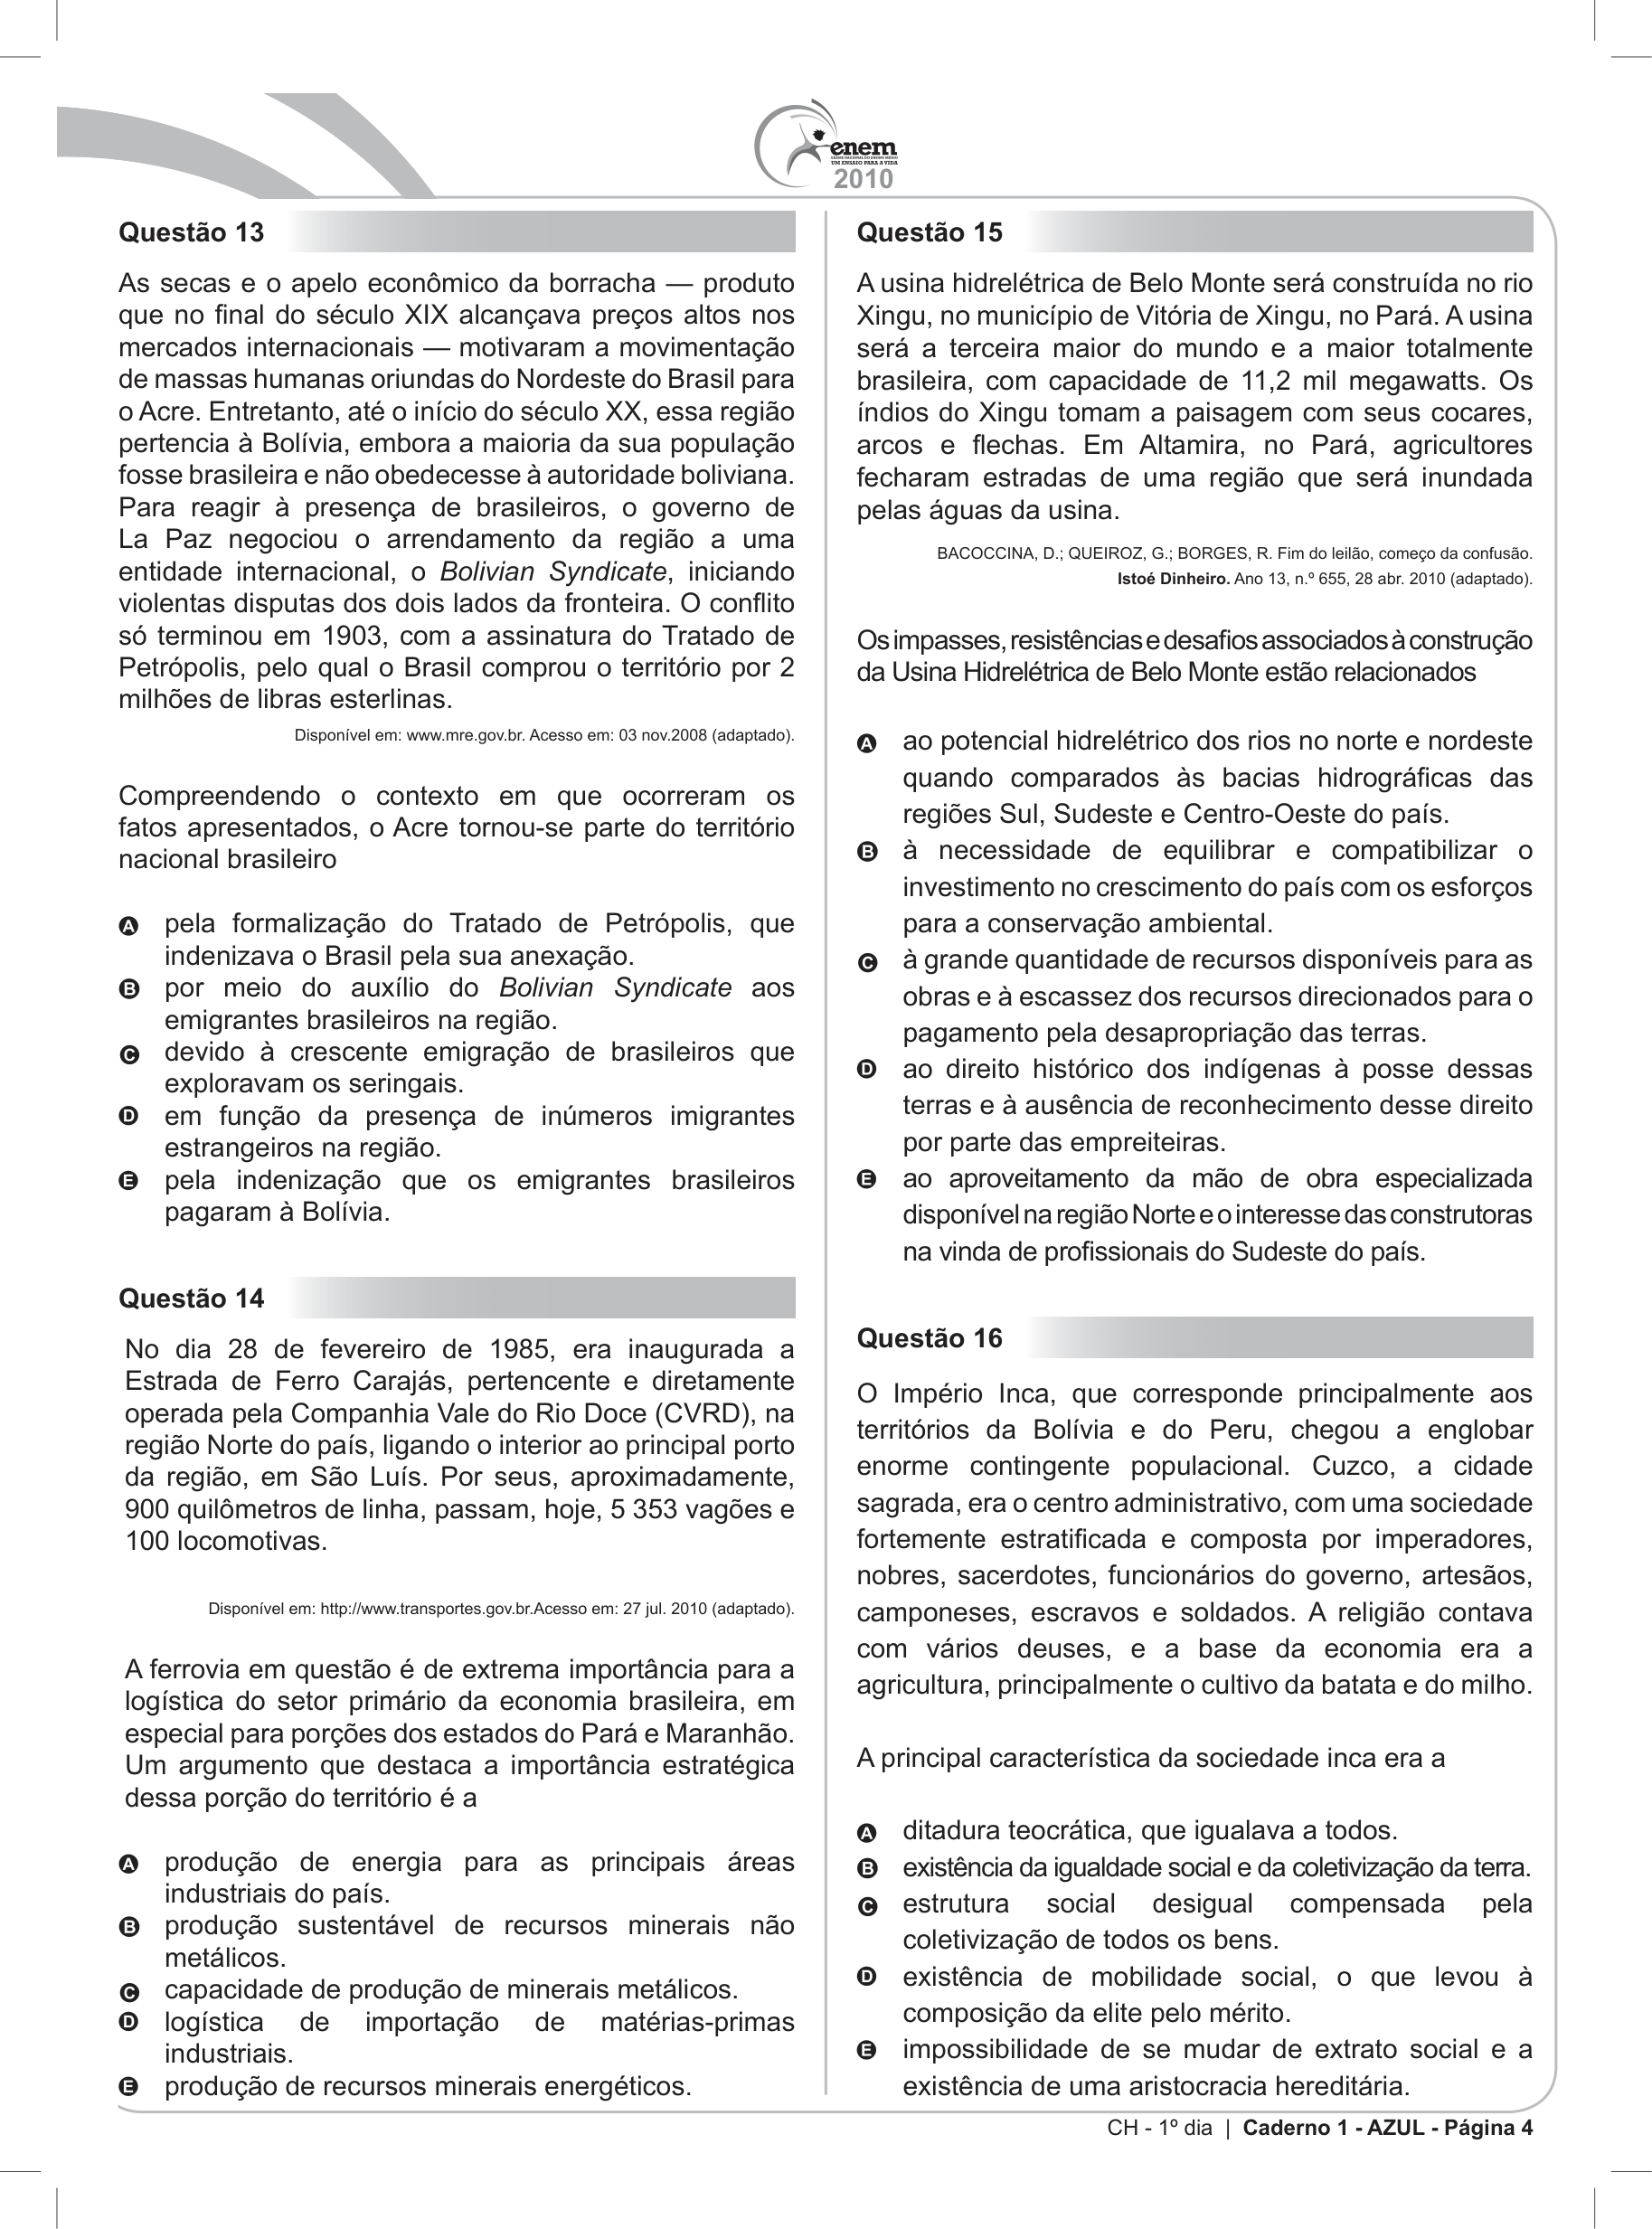 enem
EXAME NACIONAL DO ENSINO MÉDIO
UM ENSAIO PARA A VIDA
2010
Questão 13
As secas e o apelo econômico da borracha — produto
que no final do século XIX alcançava preços altos nos
mercados internacionais — motivaram a movimentação
de massas humanas oriundas do Nordeste do Brasil para
o Acre. Entretanto, até o início do século XX, essa região
pertencia à Bolívia, embora a maioria da sua população
fosse brasileira e não obedecesse à autoridade boliviana.
Para reagir à presença de brasileiros, o governo de
La Paz negociou o arrendamento da região a uma
entidade internacional, o Bolivian Syndicate, iniciando
violentas disputas dos dois lados da fronteira. O conflito
só terminou em 1903, com a assinatura do Tratado de
Petrópolis, pelo qual o Brasil comprou o território por 2
milhões de libras esterlinas.
Disponível em: www.mre.gov.br. Acesso em: 03 nov.2008 (adaptado).
Compreendendo o contexto em que ocorreram os
fatos apresentados, o Acre tornou-se parte do território
nacional brasileiro
A pela formalização do Tratado de Petrópolis, que
indenizava o Brasil pela sua anexação.
B por meio do auxílio do Bolivian Syndicate aos
emigrantes brasileiros na região.
C devido à crescente emigração de brasileiros que
exploravam os seringais.
D em função da presença de inúmeros imigrantes
estrangeiros na região.
E pela indenização que os emigrantes brasileiros
pagaram à Bolívia.
Questão 14
No dia 28 de fevereiro de 1985, era inaugurada a
Estrada de Ferro Carajás, pertencente e diretamente
operada pela Companhia Vale do Rio Doce (CVRD), na
região Norte do país, ligando o interior ao principal porto
da região, em São Luís. Por seus, aproximadamente,
900 quilômetros de linha, passam, hoje, 5 353 vagões e
100 locomotivas.
Disponível em: http://www.transportes.gov.br.Acesso em: 27 jul. 2010 (adaptado).
A ferrovia em questão é de extrema importância para a
logística do setor primário da economia brasileira, em
especial para porções dos estados do Pará e Maranhão.
Um argumento que destaca a importância estratégica
dessa porção do território é a
A produção de energia para as principais áreas
industriais do país.
B produção sustentável de recursos minerais não
metálicos.
C capacidade de produção de minerais metálicos.
D logística de importação de matérias-primas
industriais.
E produção de recursos minerais energéticos.
Questão 15
A usina hidrelétrica de Belo Monte será construída no rio
Xingu, no município de Vitória de Xingu, no Pará. A usina
será a terceira maior do mundo e a maior totalmente
brasileira, com capacidade de 11,2 mil megawatts. Os
índios do Xingu tomam a paisagem com seus cocares,
arcos e flechas. Em Altamira, no Pará, agricultores
fecharam estradas de uma região que será inundada
pelas águas da usina.
BACOCCINA, D.; QUEIROZ, G.; BORGES, R. Fim do leilão, começo da confusão.
Istoé Dinheiro. Ano 13, n.º 655, 28 abr. 2010 (adaptado).
Os impasses, resistências e desafios associados à construção
da Usina Hidrelétrica de Belo Monte estão relacionados
A ao potencial hidrelétrico dos rios no norte e nordeste
quando comparados às bacias hidrográficas das
regiões Sul, Sudeste e Centro-Oeste do país.
B à necessidade de equilibrar e compatibilizar o
investimento no crescimento do país com os esforços
para a conservação ambiental.
C à grande quantidade de recursos disponíveis para as
obras e à escassez dos recursos direcionados para o
pagamento pela desapropriação das terras.
D ao direito histórico dos indígenas à posse dessas
terras e à ausência de reconhecimento desse direito
por parte das empreiteiras.
E ao aproveitamento da mão de obra especializada
disponível na região Norte e o interesse das construtoras
na vinda de profissionais do Sudeste do país.
Questão 16
O Império Inca, que corresponde principalmente aos
territórios da Bolívia e do Peru, chegou a englobar
enorme contingente populacional. Cuzco, a cidade
sagrada, era o centro administrativo, com uma sociedade
fortemente estratificada e composta por imperadores,
nobres, sacerdotes, funcionários do governo, artesãos,
camponeses, escravos e soldados. A religião contava
com vários deuses, e a base da economia era a
agricultura, principalmente o cultivo da batata e do milho.
A principal característica da sociedade inca era a
A ditadura teocrática, que igualava a todos.
B existência da igualdade social e da coletivização da terra.
C estrutura social desigual compensada pela
coletivização de todos os bens.
D existência de mobilidade social, o que levou à
composição da elite pelo mérito.
E impossibilidade de se mudar de extrato social e a
existência de uma aristocracia hereditária.
CH - 1º dia | Caderno 1 - AZUL - Página 4